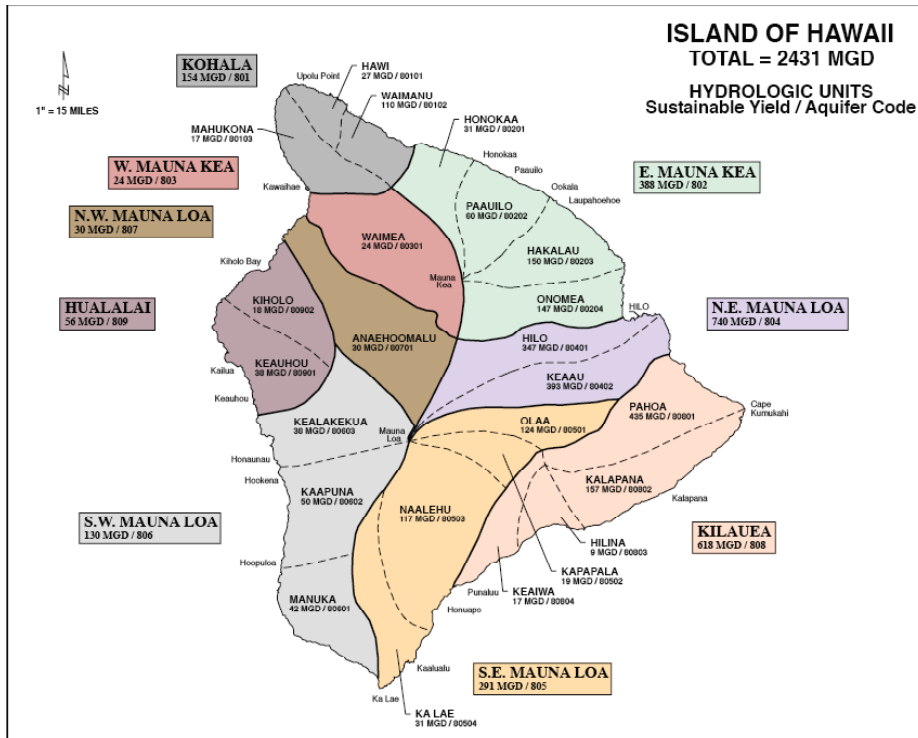 ISLAND OF HAWAII
TOTAL = 2431 MGD
HYDROLOGIC UNITS
Sustainable Yield / Aquifer Code
1" = 15 MILES
KOHALA
154 MGD / 801
Upolu Point
HAWI
27 MGD / 80101
WAIMANU
110 MGD / 80102
MAHUKONA
17 MGD / 80103
HONOKAA
31 MGD / 80201
W. MAUNA KEA
24 MGD / 803
Kawaihae
Honokaa
Paauilo
Ookala
Laupahoehoe
E. MAUNA KEA
388 MGD / 802
PAAUILO
60 MGD / 80202
N.W. MAUNA LOA
30 MGD / 807
WAIMEA
24 MGD / 80301
HAKALAU
150 MGD / 80203
Kiholo Bay
Mauna
Kea
HUALALAI
56 MGD / 809
KIHOLO
18 MGD / 80902
ONOMEA
147 MGD / 80204
HILO
N.E. MAUNA LOA
740 MGD / 804
ANAEHOOMALU
30 MGD / 80701
HILO
347 MGD / 80401
KEAUHOU
38 MGD / 80901
Kailua
Keauhou
KEAAU
393 MGD / 80402
KEALAKEKUA
38 MGD / 80603
Mauna
Loa
OLAA
124 MGD / 80501
PAHOA
435 MGD / 80801
Cape
Kumukahi
Honaunau
Hookena
KAAPUNA
50 MGD / 80602
KALAPANA
157 MGD / 80802
Kalapana
NAALEHU
117 MGD / 80503
S.W. MAUNA LOA
130 MGD / 806
KILAUEA
618 MGD / 808
HILINA
9 MGD / 80803
Hoopuloa
KAPAPALA
19 MGD / 80502
Punaluu
KEAIWA
17 MGD / 80804
MANUKA
42 MGD / 80601
Honuapo
Kaalualu
S.E. MAUNA LOA
291 MGD / 805
Ka Lae
KA LAE
31 MGD / 80504